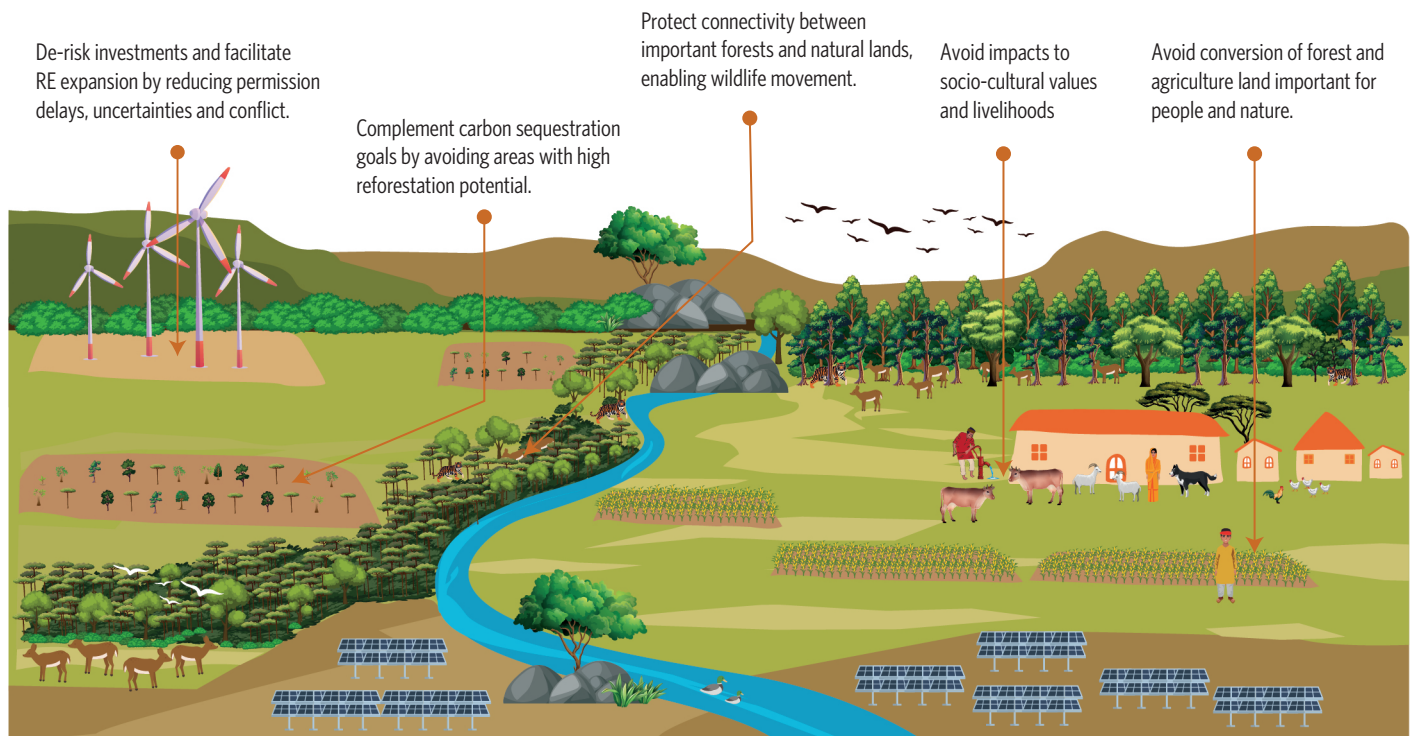 De-risk investments and facilitate
RE expansion by reducing permission
delays, uncertainties and conflict.
Complement carbon sequestration
goals by avoiding areas with high
reforestation potential.
Protect connectivity between
important forests and natural lands,
enabling wildlife movement.
Avoid impacts to
socio-cultural values
and livelihoods
Avoid conversion of forest and
agriculture land important for
people and nature.